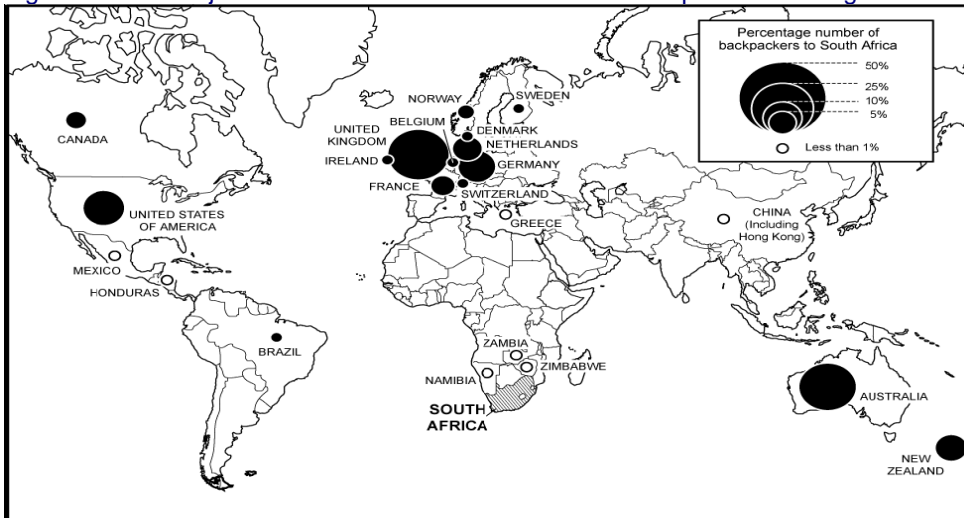 Percentage number of
backpackers to South Africa
50%
25%
10%
5%
Less than 1%
NORWAY
SWEDEN
BELGIUM
DENMARK
UNITED
KINGDOM
NETHERLANDS
IRELAND
GERMANY
FRANCE
SWITZERLAND
GREECE
CANADA
UNITED STATES
OF AMERICA
MEXICO
HONDURAS
BRAZIL
CHINA
(Including
Hong Kong)
ZAMBIA
ZIMBABWE
NAMIBIA
SOUTH
AFRICA
AUSTRALIA
NEW
ZEALAND